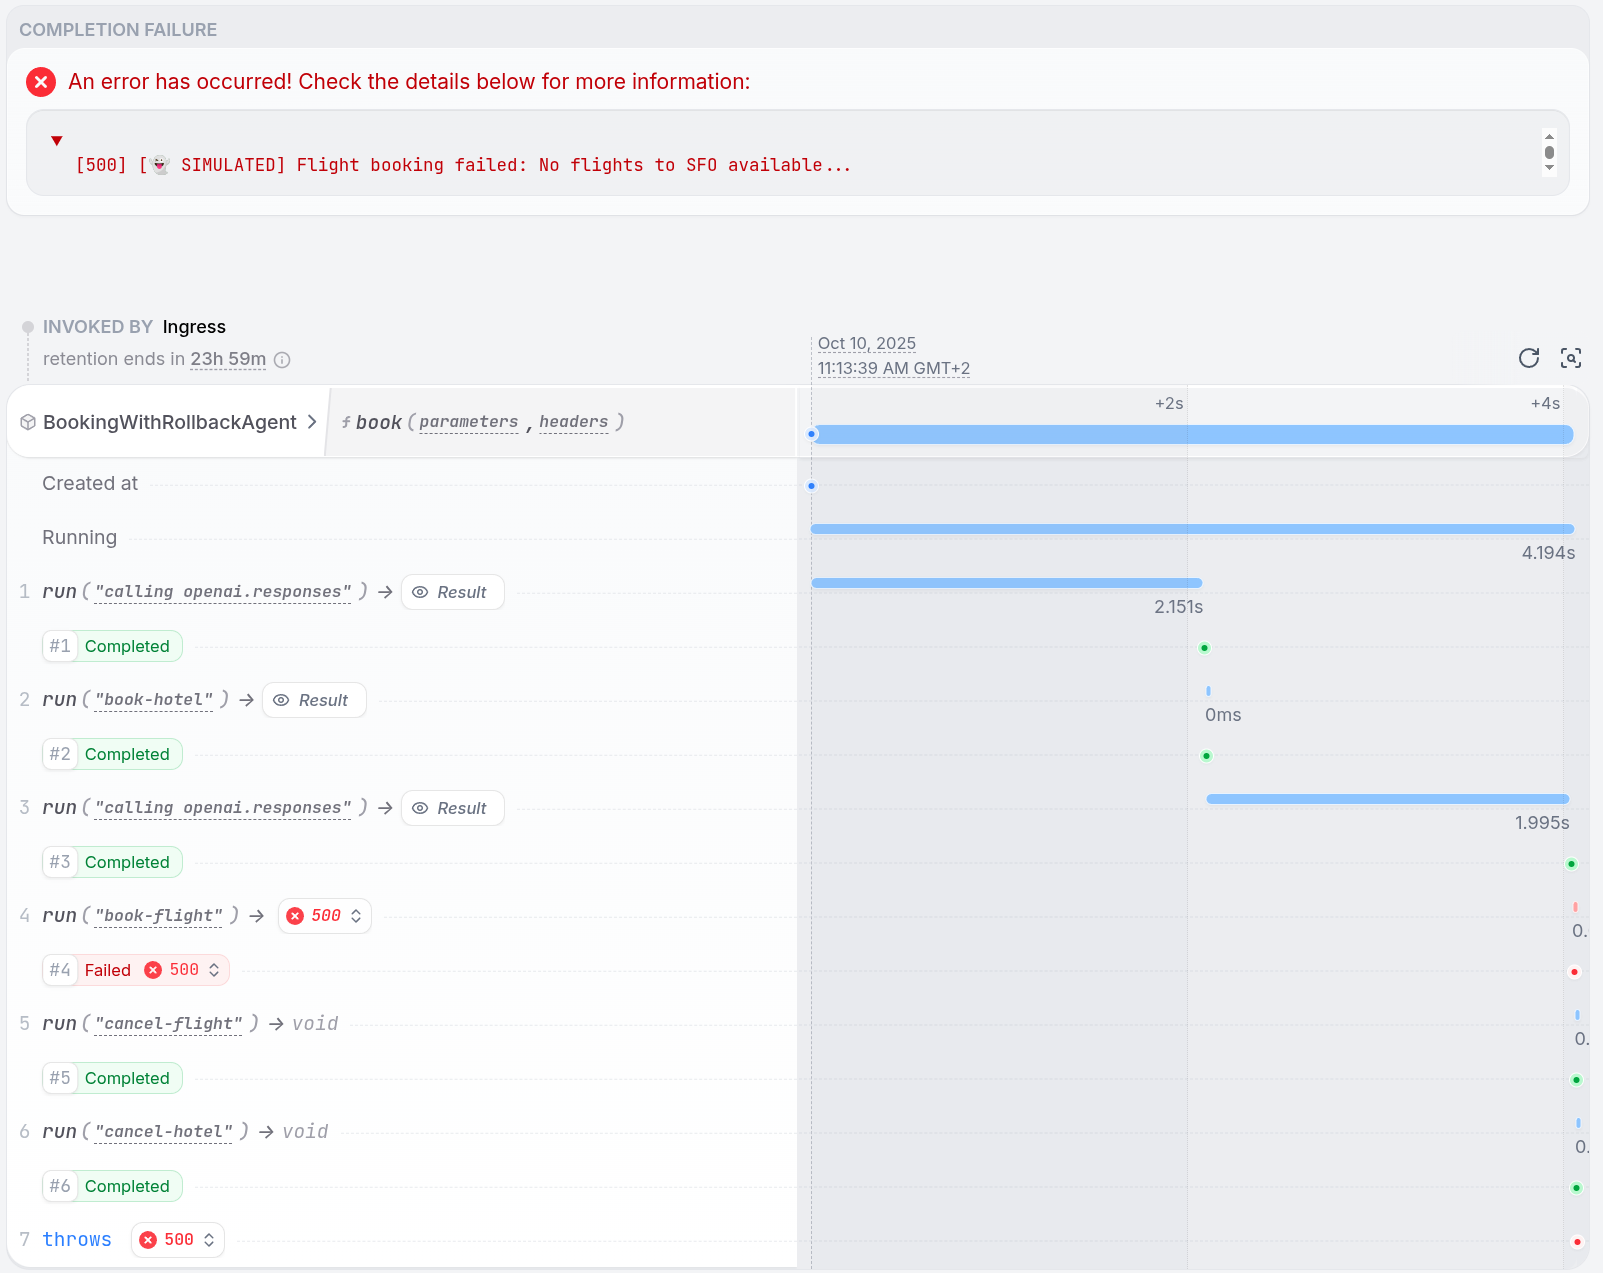 COMPLETION FAILURE
An error has occurred! Check the details below for more information:
[500] [👻 SIMULATED] Flight booking failed: No flights to SFO available...
INVOKED BY Ingress
retention ends in 23h 59m
Oct 10, 2025
11:13:39 AM GMT+2
+2s
+4s
BookingWithRollbackAgent
f book(parameters, headers)
Created at
Running
4.194s
1 run("calling openai.responses") → Result
2.151s
#1 Completed
2 run("book-hotel") → Result
0ms
#2 Completed
3 run("calling openai.responses") → Result
1.995s
#3 Completed
4 run("book-flight") → 500
0.
#4 Failed 500
5 run("cancel-flight") → void
0.
#5 Completed
6 run("cancel-hotel") → void
0.
#6 Completed
7 throws 500